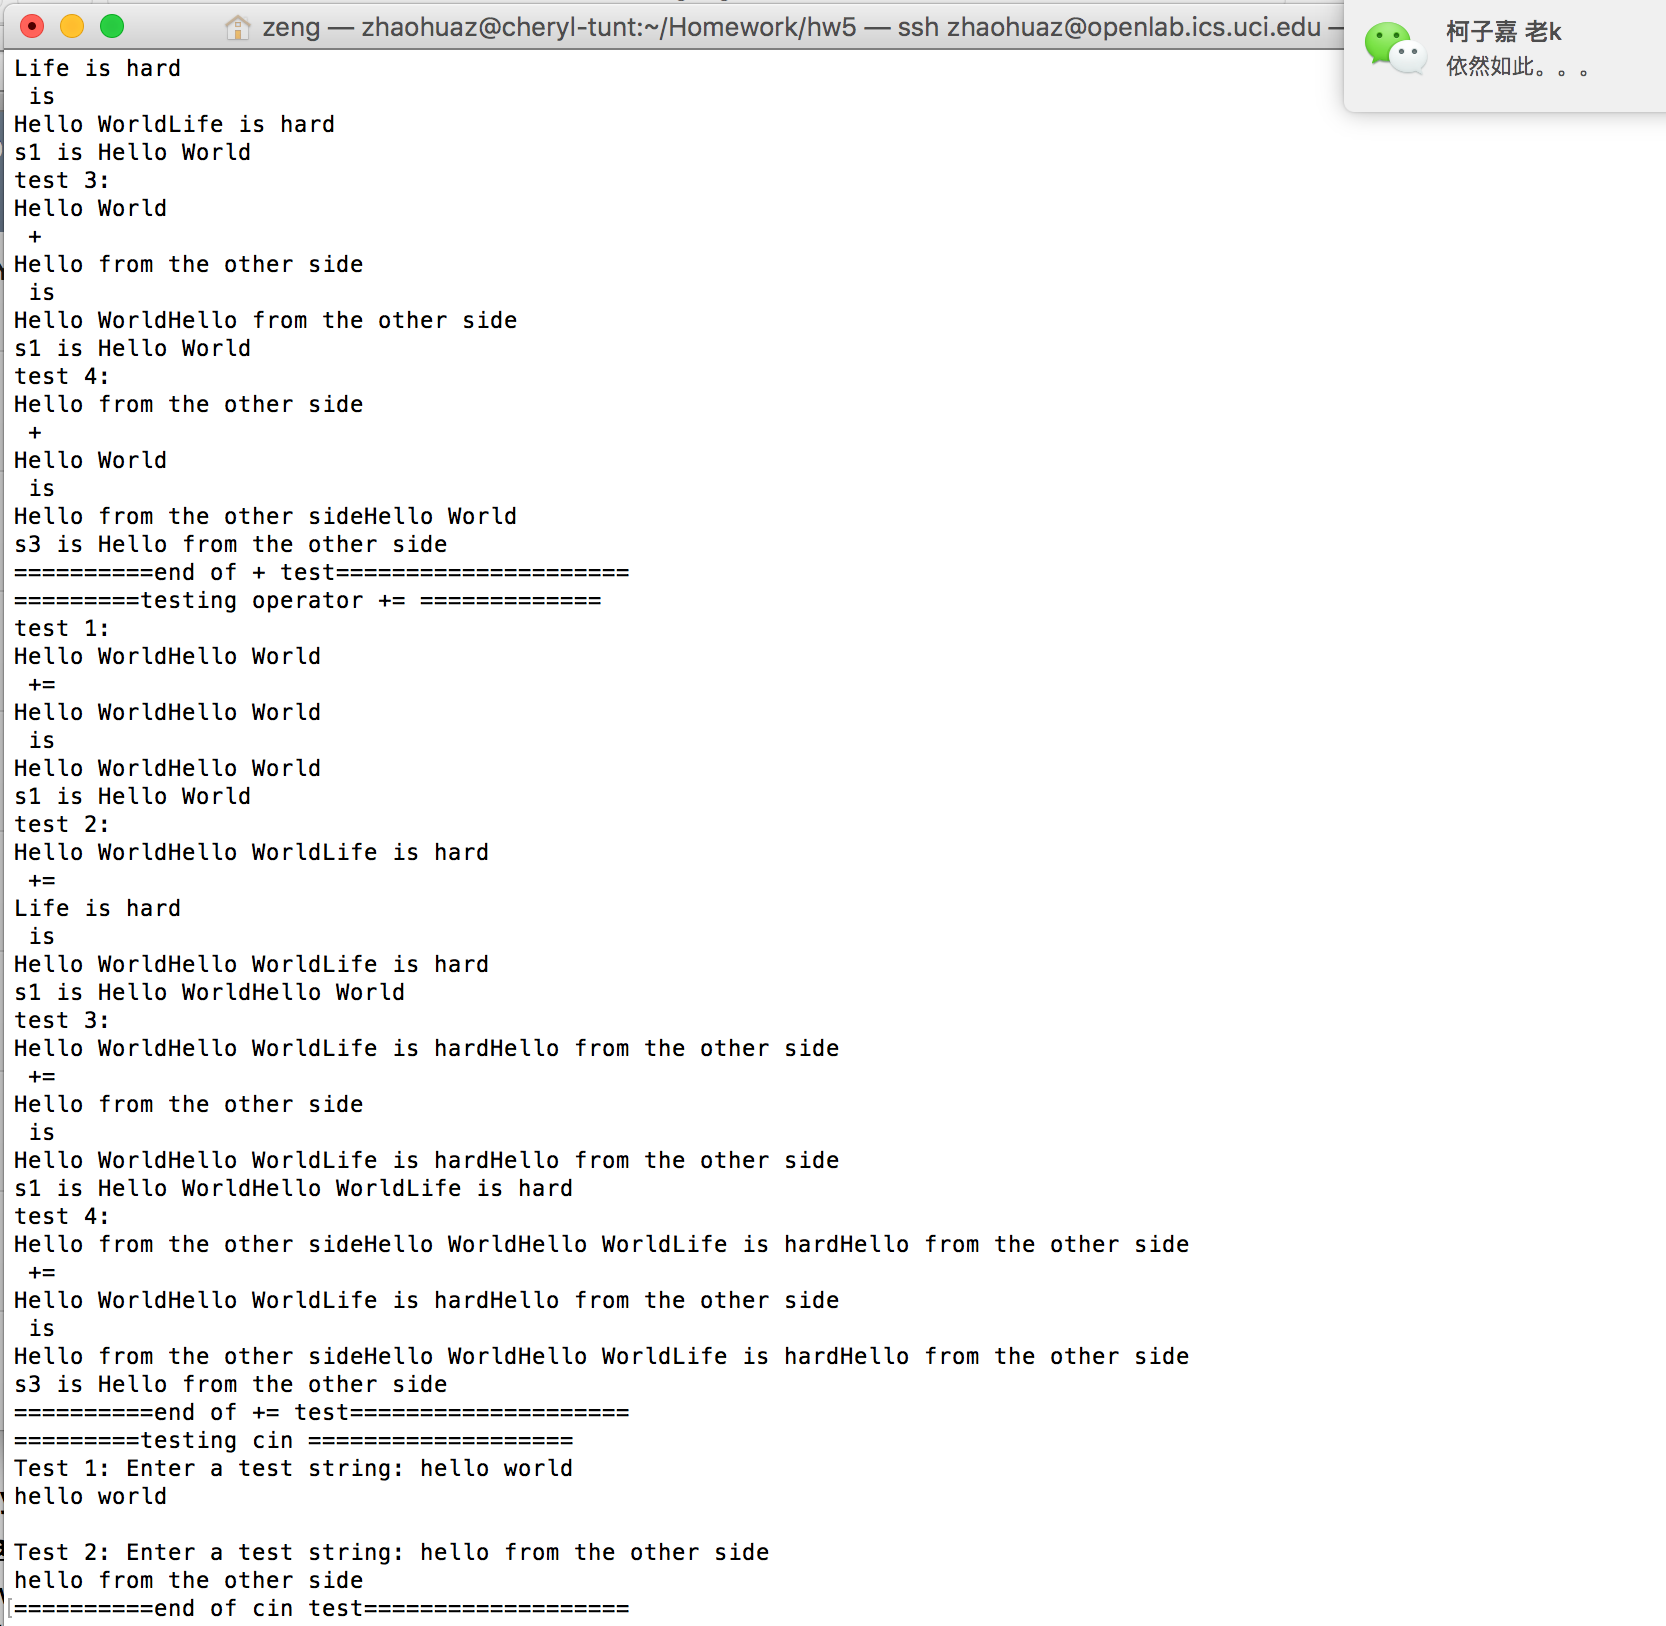 zeng — zhaohuaz@cheryl-tunt:~/Homework/hw5 — ssh zhaohuaz@openlab.ics.uci.edu —
柯子嘉 老k
依然如此。。。
Life is hard
 is
Hello WorldLife is hard
s1 is Hello World
test 3:
Hello World
 +
Hello from the other side
 is
Hello WorldHello from the other side
s1 is Hello World
test 4:
Hello from the other side
 +
Hello World
 is
Hello from the other sideHello World
s3 is Hello from the other side
==========end of + test=====================
=========testing operator += =============
test 1:
Hello WorldHello World
 +=
Hello WorldHello World
 is
Hello WorldHello World
s1 is Hello World
test 2:
Hello WorldHello WorldLife is hard
 +=
Life is hard
 is
Hello WorldHello WorldLife is hard
s1 is Hello WorldHello World
test 3:
Hello WorldHello WorldLife is hardHello from the other side
 +=
Hello from the other side
 is
Hello WorldHello WorldLife is hardHello from the other side
s1 is Hello WorldHello WorldLife is hard
test 4:
Hello from the other sideHello WorldHello WorldLife is hardHello from the other side
 +=
Hello WorldHello WorldLife is hardHello from the other side
 is
Hello from the other sideHello WorldHello WorldLife is hardHello from the other side
s3 is Hello from the other side
==========end of += test====================
=========testing cin ===================
Test 1: Enter a test string: hello world
hello world
Test 2: Enter a test string: hello from the other side
hello from the other side
==========end of cin test===================